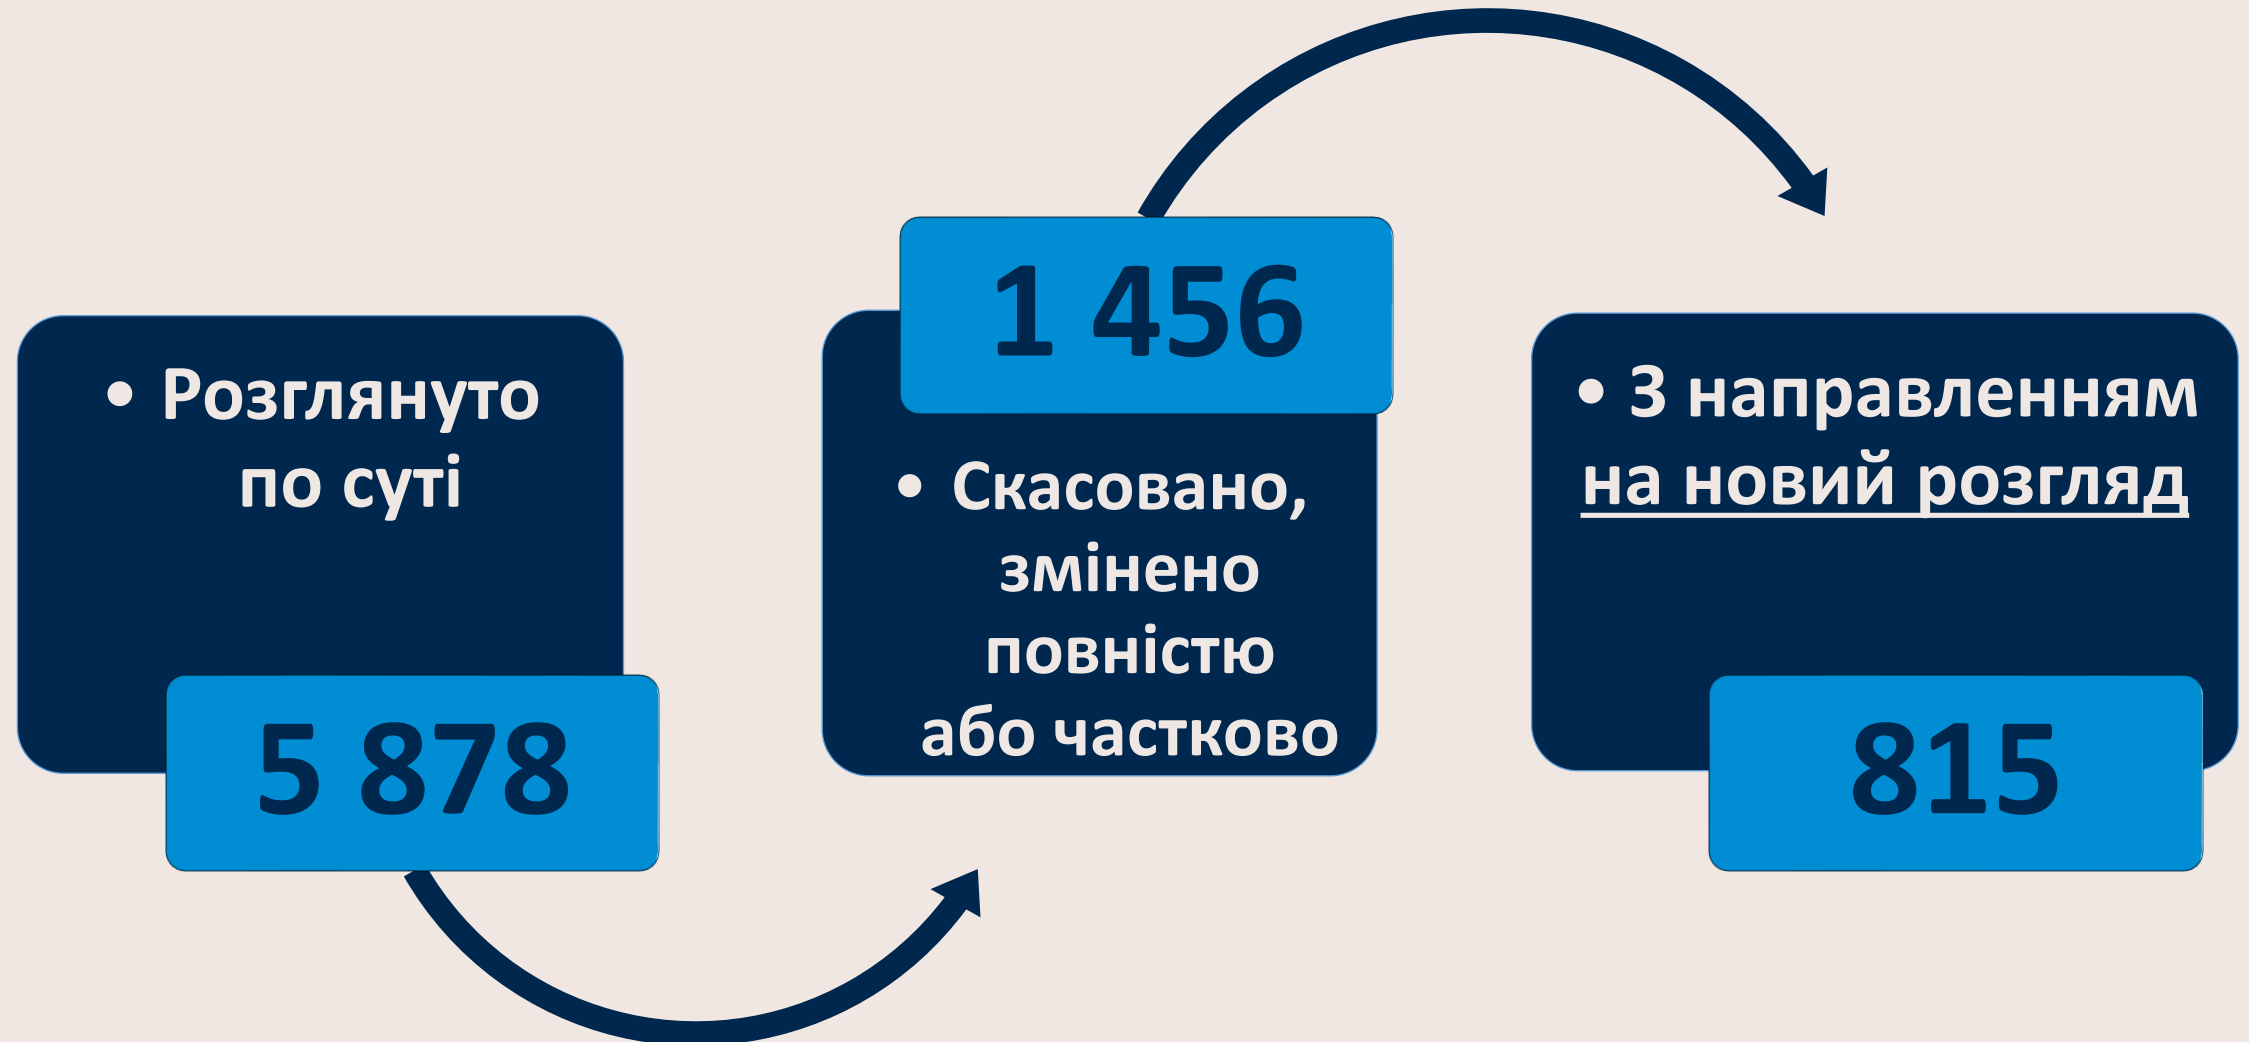 • Розглянуто
по суті
5 878
1 456
• Скасовано,
змінено
повністю
або частково
• З направленням
на новий розгляд
815